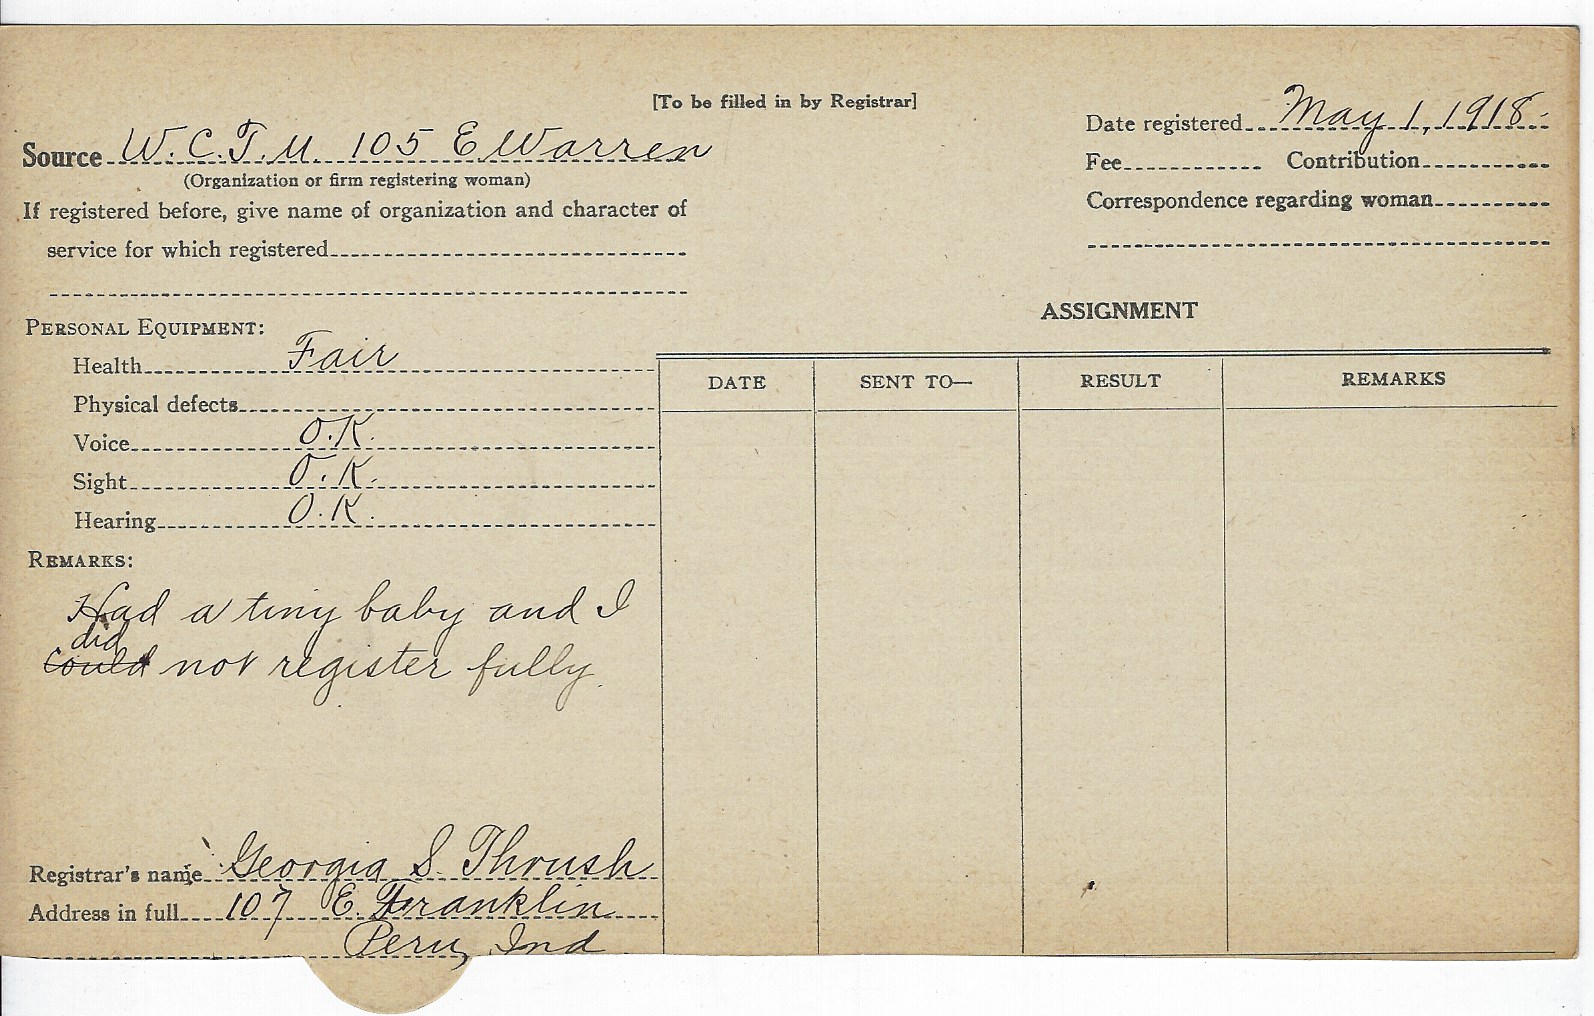 [To be filled in by Registrar]
Source W. C. T. U. 105 E Warren
(Organization or firm registering woman)
If registered before, give name of organization and character of
service for which registered
Date registered May 1, 1918.
Fee Contribution
Correspondence regarding woman
PERSONAL EQUIPMENT:
Health Fair
Physical defects
Voice O.K.
Sight O.K.
Hearing O.K.
REMARKS:
Had a tiny baby and I
did
Could not register fully.
Registrar's name Georgia S. Thrush
Address in full 107 E. Franklin
Peru, Ind
ASSIGNMENT
DATE SENT TO— RESULT REMARKS